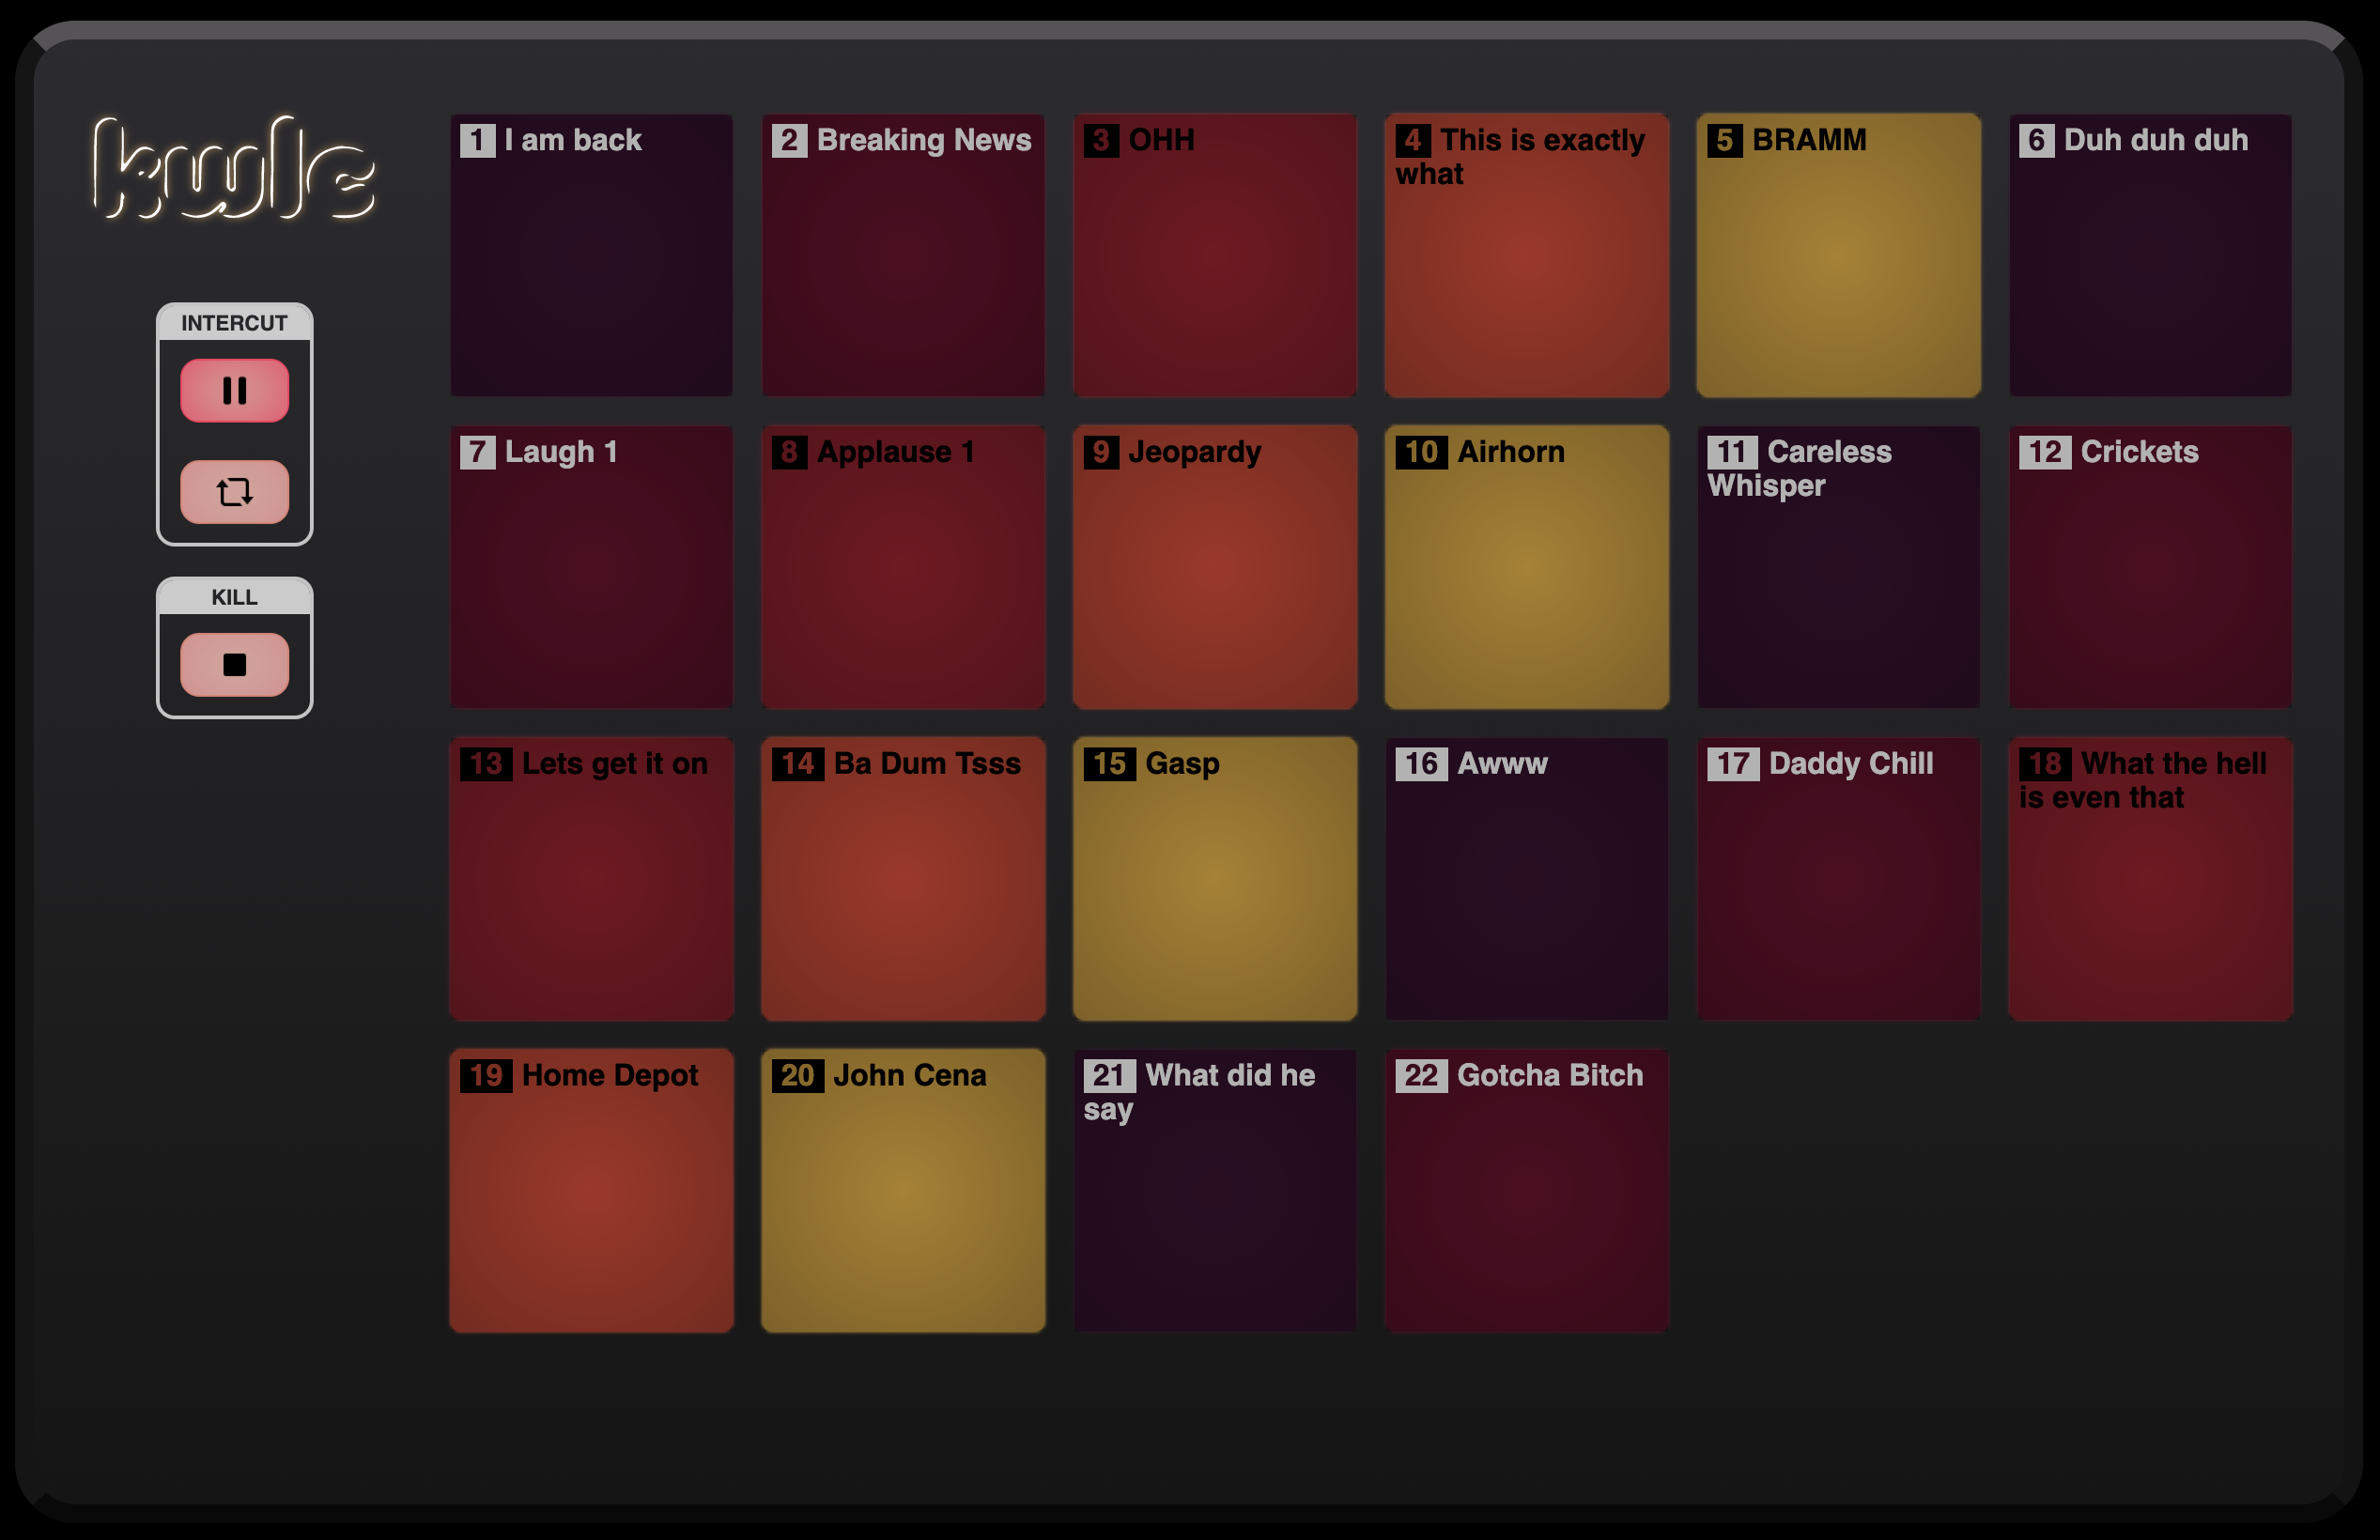 kwlc
INTERCUT
KILL
1 I am back
2 Breaking News
3 OHH
4 This is exactly
what
5 BRAMM
6 Duh duh duh
7 Laugh 1
8 Applause 1
9 Jeopardy
10 Airhorn
11 Careless
Whisper
12 Crickets
13 Lets get it on
14 Ba Dum Tsss
15 Gasp
16 Awww
17 Daddy Chill
18 What the hell
is even that
19 Home Depot
20 John Cena
21 What did he
say
22 Gotcha Bitch